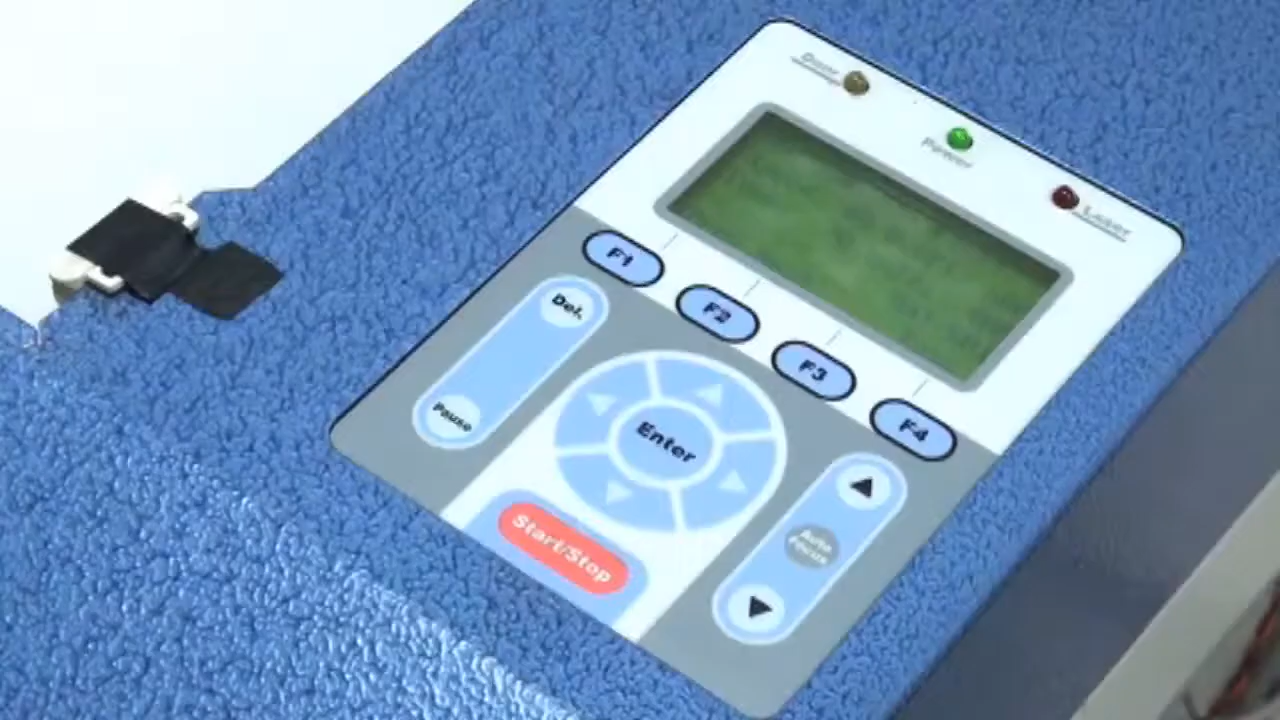 Door
Power
Laser
F1
F2
F3
F4
Del.
Pause
Enter
Start/Stop
Auto
Focus